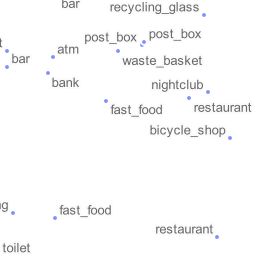 bar
recycling_glass
post_box
post_box
t
atm
bar
waste_basket
bank
nightclub
fast_food
restaurant
bicycle_shop
g
fast_food
restaurant
toilet